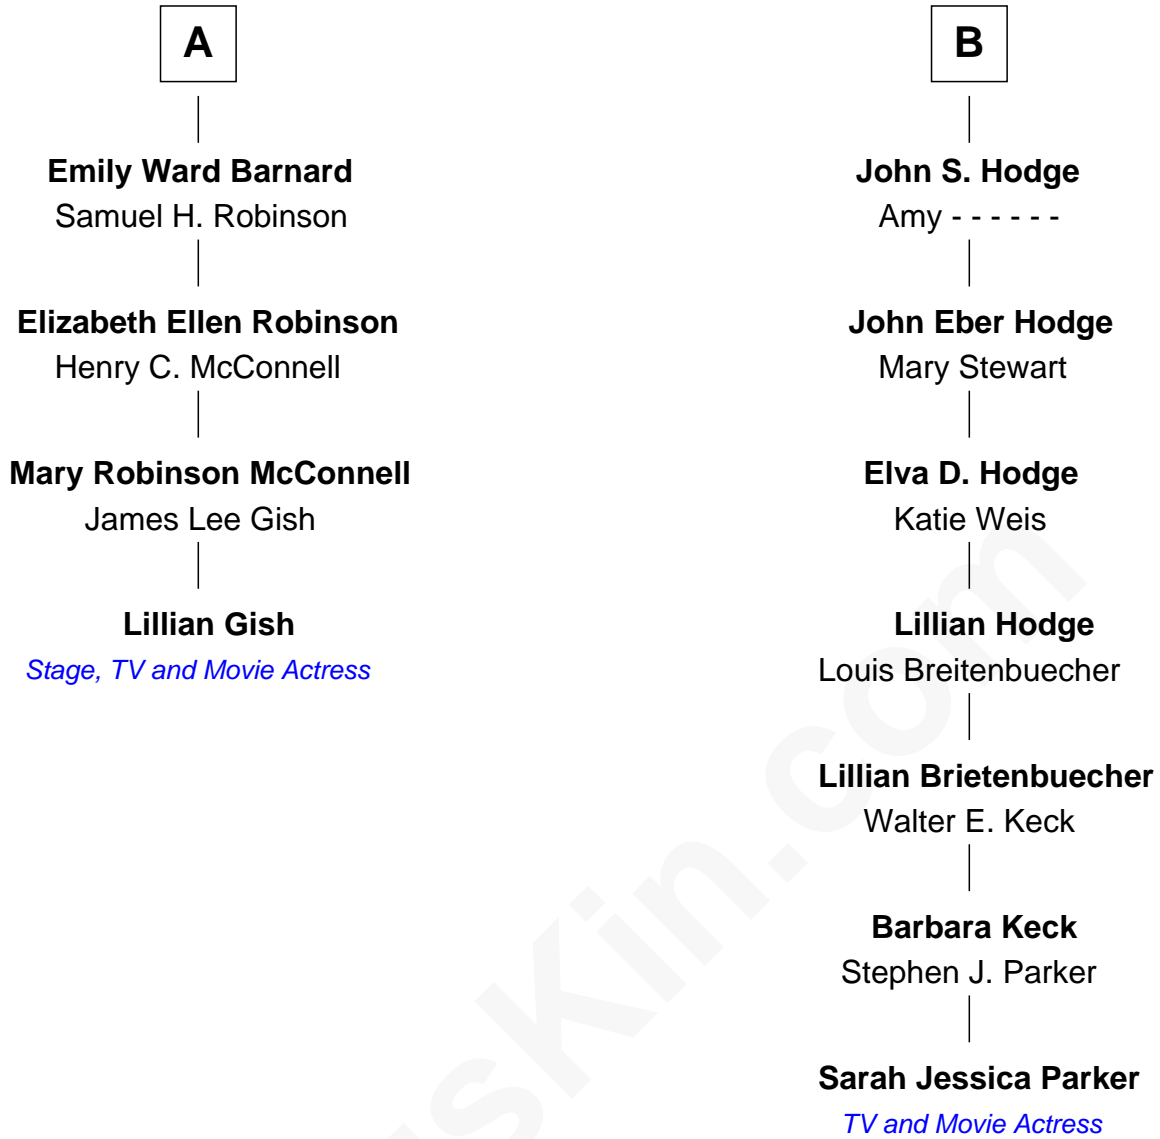 A
Emily Ward Barnard
Samuel H. Robinson
Elizabeth Ellen Robinson
Henry C. McConnell
Mary Robinson McConnell
James Lee Gish
Lillian Gish
Stage, TV and Movie Actress
B
John S. Hodge
Amy - - - - - -
John Eber Hodge
Mary Stewart
Elva D. Hodge
Katie Weis
Lillian Hodge
Louis Breitenbuecher
Lillian Brietenbuecher
Walter E. Keck
Barbara Keck
Stephen J. Parker
Sarah Jessica Parker
TV and Movie Actress
sKin.com